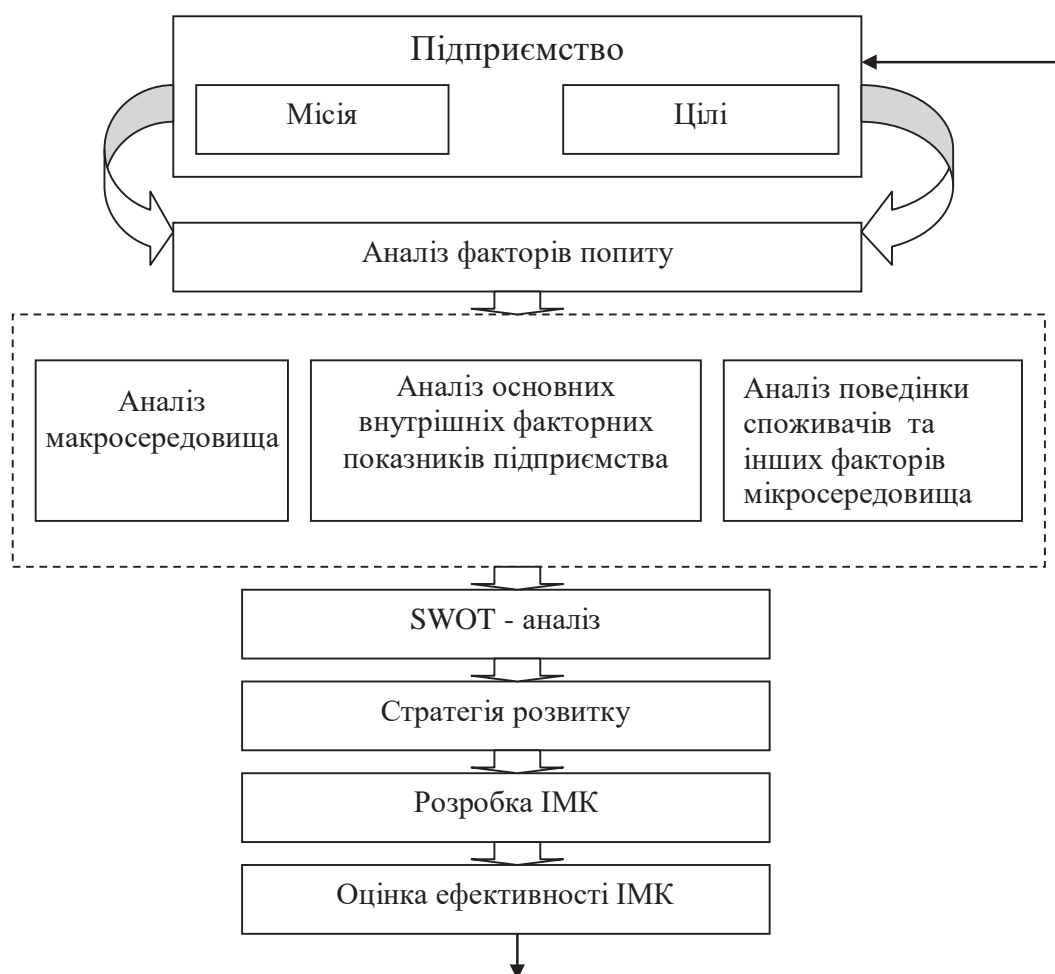 Підприємство
Місія
Цілі
Аналіз факторів попиту
Аналіз
макросередовища
Аналіз основних
внутрішніх факторних
показників підприємства
Аналіз поведінки
споживачів та
інших факторів
мікросередовища
SWOT - аналіз
Стратегія розвитку
Розробка ІМК
Оцінка ефективності ІМК